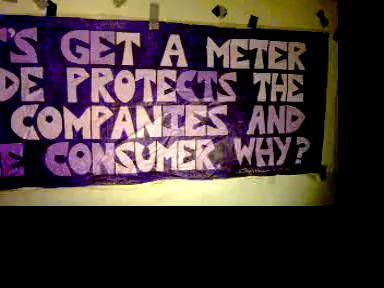 'S GET A METER
DE PROTECTS THE
COMPANIES AND
E CONSUMER WHY?